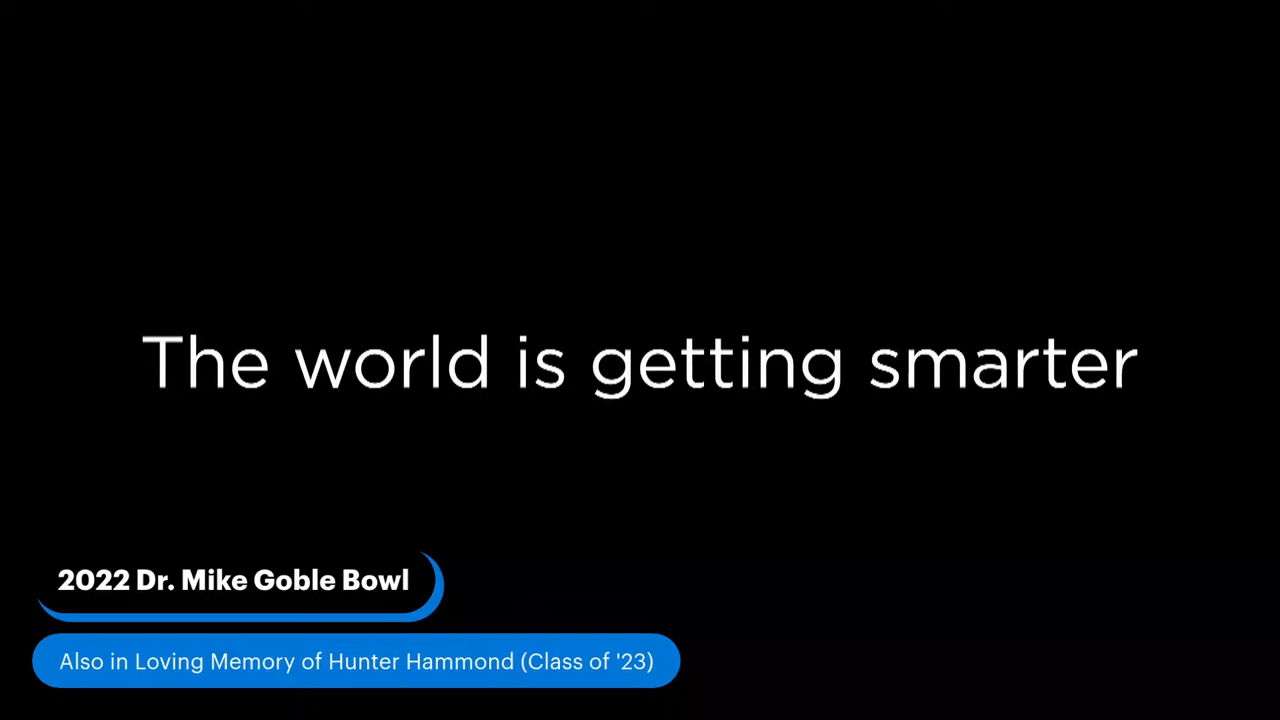 The world is getting smarter
2022 Dr. Mike Goble Bowl
Also in Loving Memory of Hunter Hammond (Class of '23)